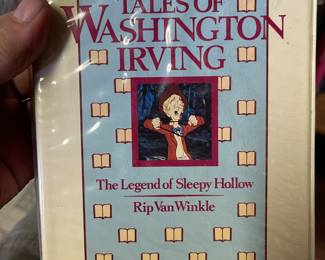 TALES OF
WASHINGTON
IRVING
The Legend of Sleepy Hollow
Rip Van Winkle